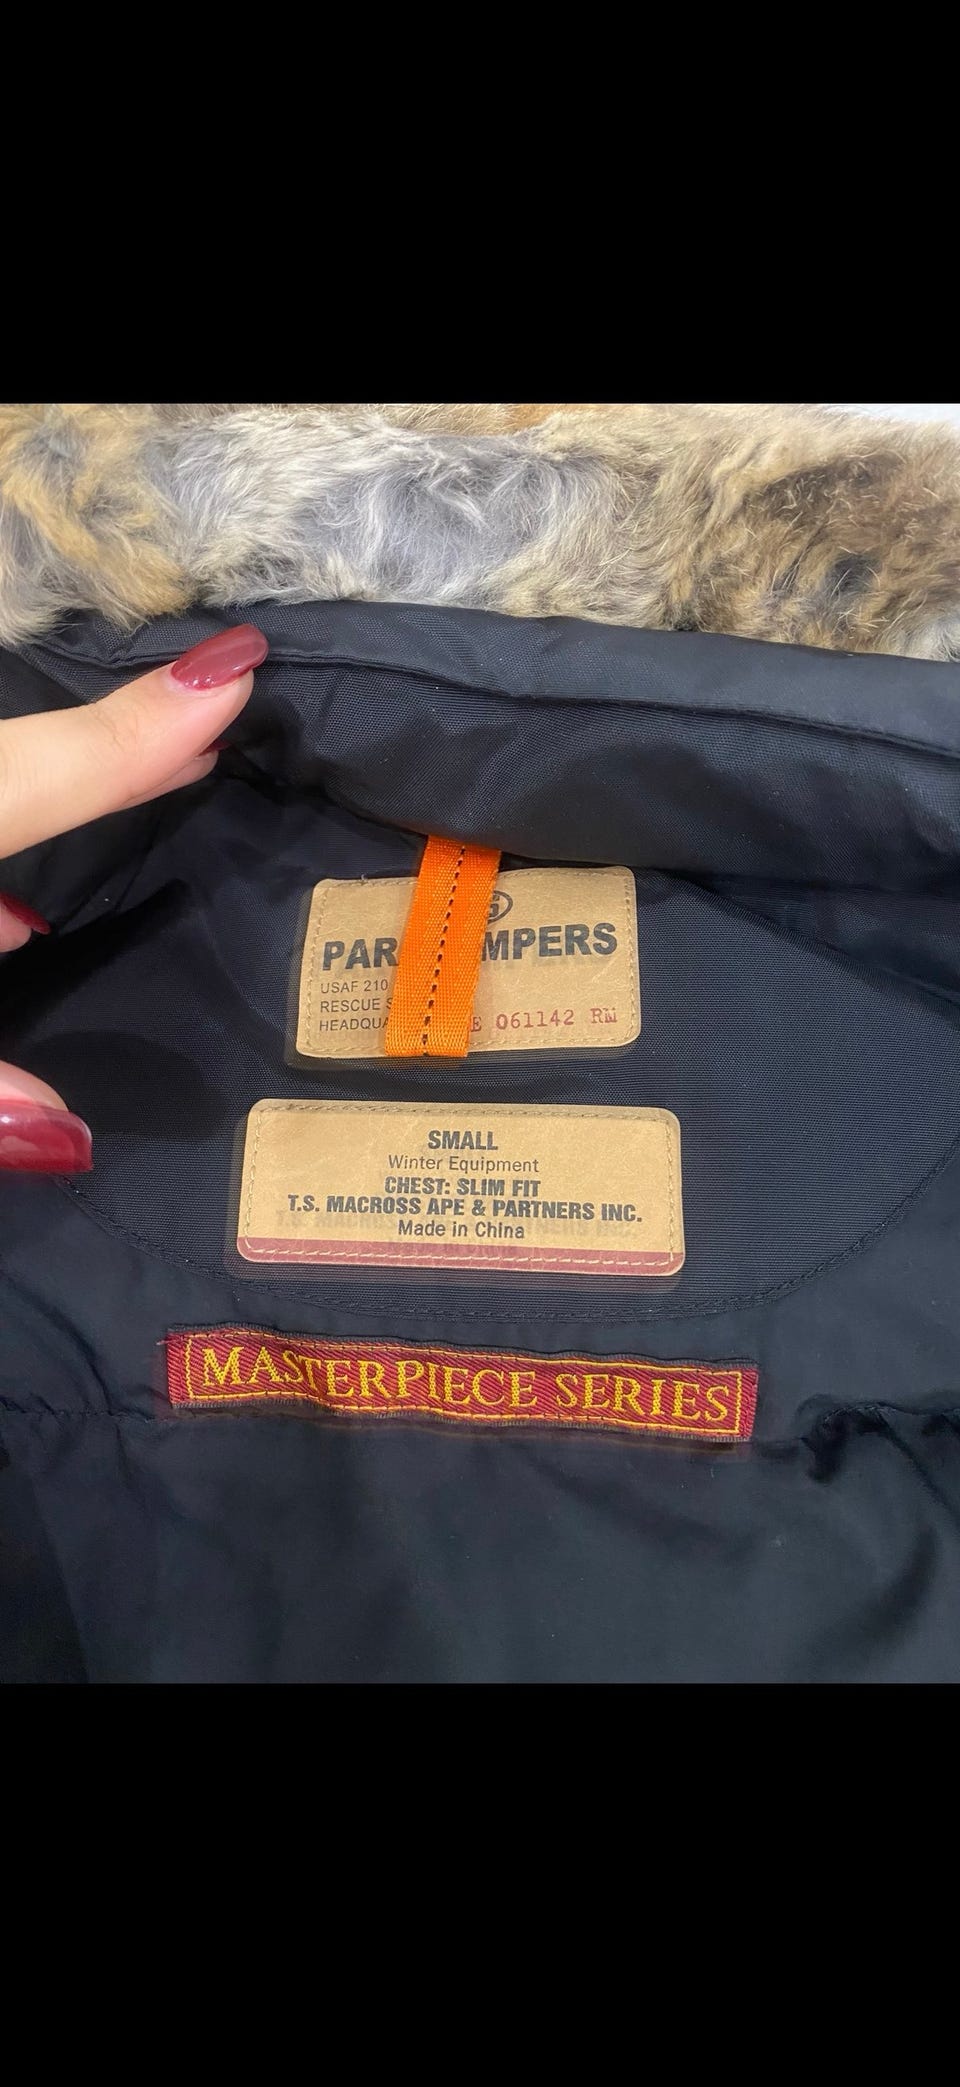 PAR MPERS
USAF 210
RESCUE
HEADQUA
E 061142 RM
SMALL
Winter Equipment
CHEST: SLIM FIT
T.S. MACROSS APE & PARTNERS INC.
Made in China
MASTERPIECE SERIES